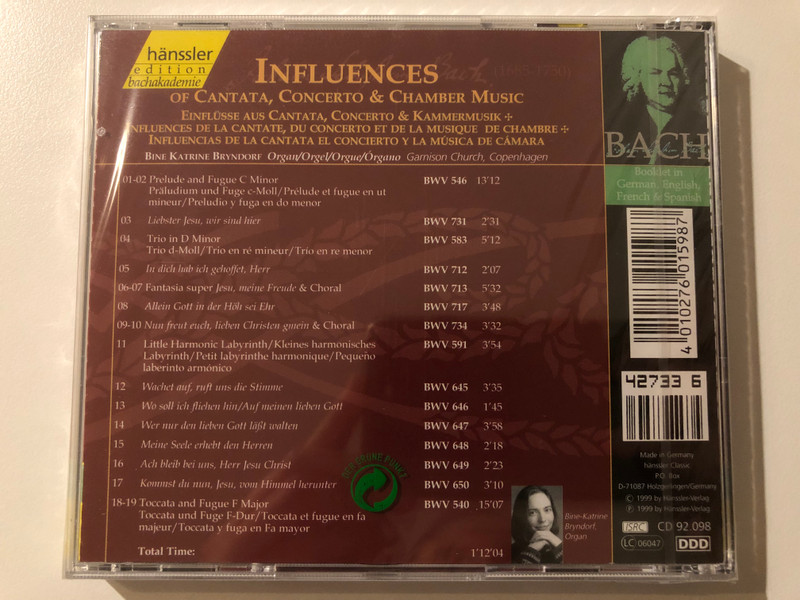 hänssler
edition
bachakademie
INFLUENCES
OF CANTATA, CONCERTO & CHAMBER MUSIC
EINFLÜSSE AUS CANTATA, CONCERTO & KAMMERMUSIK ✢
INFLUENCES DE LA CANTATE, DU CONCERTO ET DE LA MUSIQUE DE CHAMBRE ✢
INFLUENCIAS DE LA CANTATA EL CONCIERTO Y LA MÚSICA DE CÁMARA
BINE KATRINE BRYNDORF Organ/Orgel/Orgue/Órgano Garnison Church, Copenhagen
01-02 Prelude and Fugue C Minor BWV 546 13'12
Präludium und Fuge c-Moll/Prélude et fugue en ut
mineur/Preludio y fuga en do menor
03 Liebster Jesu, wir sind hier BWV 731 2'31
04 Trio in D Minor BWV 583 5'12
Trio d-Moll/Trio en ré mineur/Trío en re menor
05 In dich hab ich gehoffet, Herr BWV 712 2'07
06-07 Fantasia super Jesu, meine Freude & Choral BWV 713 5'32
08 Allein Gott in der Höh sei Ehr BWV 717 3'48
09-10 Nun freut euch, lieben Christen gmein & Choral BWV 734 3'32
11 Little Harmonic Labyrinth/Kleines harmonisches BWV 591 3'54
Labyrinth/Petit labyrinthe harmonique/Pequeño
laberinto armónico
12 Wachet auf, ruft uns die Stimme BWV 645 3'35
13 Wo soll ich fliehen hin/Auf meinen lieben Gott BWV 646 1'45
14 Wer nur den lieben Gott läßt walten BWV 647 3'58
15 Meine Seele erhebt den Herren BWV 648 2'18
16 Ach bleib bei uns, Herr Jesu Christ BWV 649 2'23
17 Kommst du nun, Jesu, vom Himmel herunter BWV 650 3'10
18-19 Toccata and Fugue F Major BWV 540 15'07
Toccata und Fuge F-Dur/Toccata et fugue en fa
majeur/Toccata y fuga en Fa mayor
Total Time: 1'12'04
DER GRÜNE PUNKT
Bine-Katrine
Bryndorf,
Organ
BACH
Booklet in
German, English,
French & Spanish
4 010276 015987
42733 6
Made in Germany
hänssler Classic
P.O. Box
D-71087 Holzgerlingen/Germany
Ⓒ 1999 by Hänssler-Verlag
Ⓟ 1999 by Hänssler-Verlag
ISRC CD 92.098
LC 06047 DDD